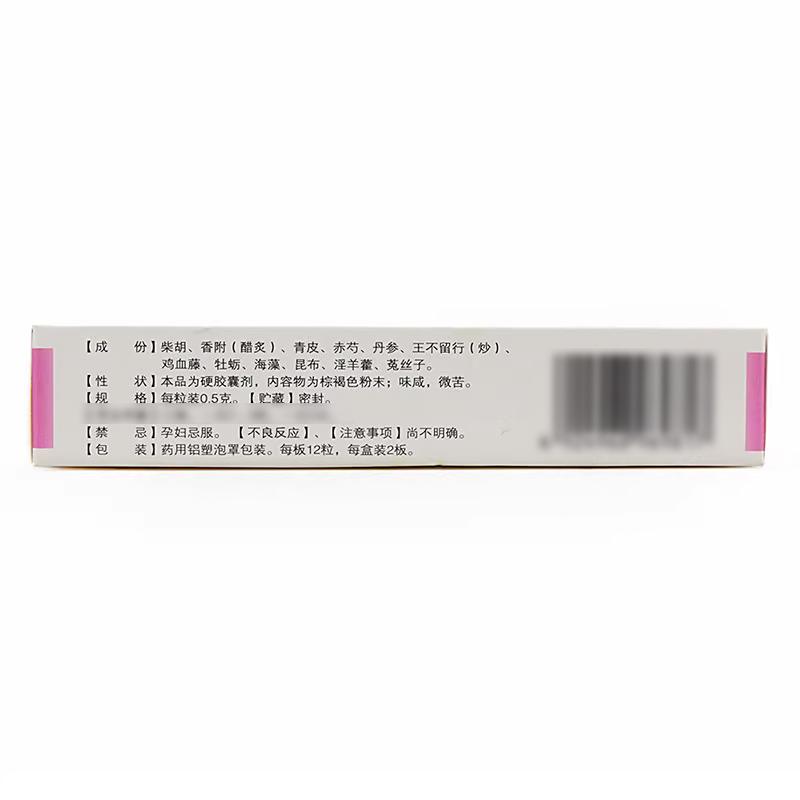 【成　份】柴胡、香附（醋炙）、青皮、赤芍、丹参、王不留行（炒）、
鸡血藤、牡蛎、海藻、昆布、淫羊藿、菟丝子。
【性　状】本品为硬胶囊剂，内容物为棕褐色粉末；味咸，微苦。
【规　格】每粒装0.5克。【贮藏】密封。
【禁　忌】孕妇忌服。【不良反应】、【注意事项】尚不明确。
【包　装】药用铝塑泡罩包装。每板12粒，每盒装2板。